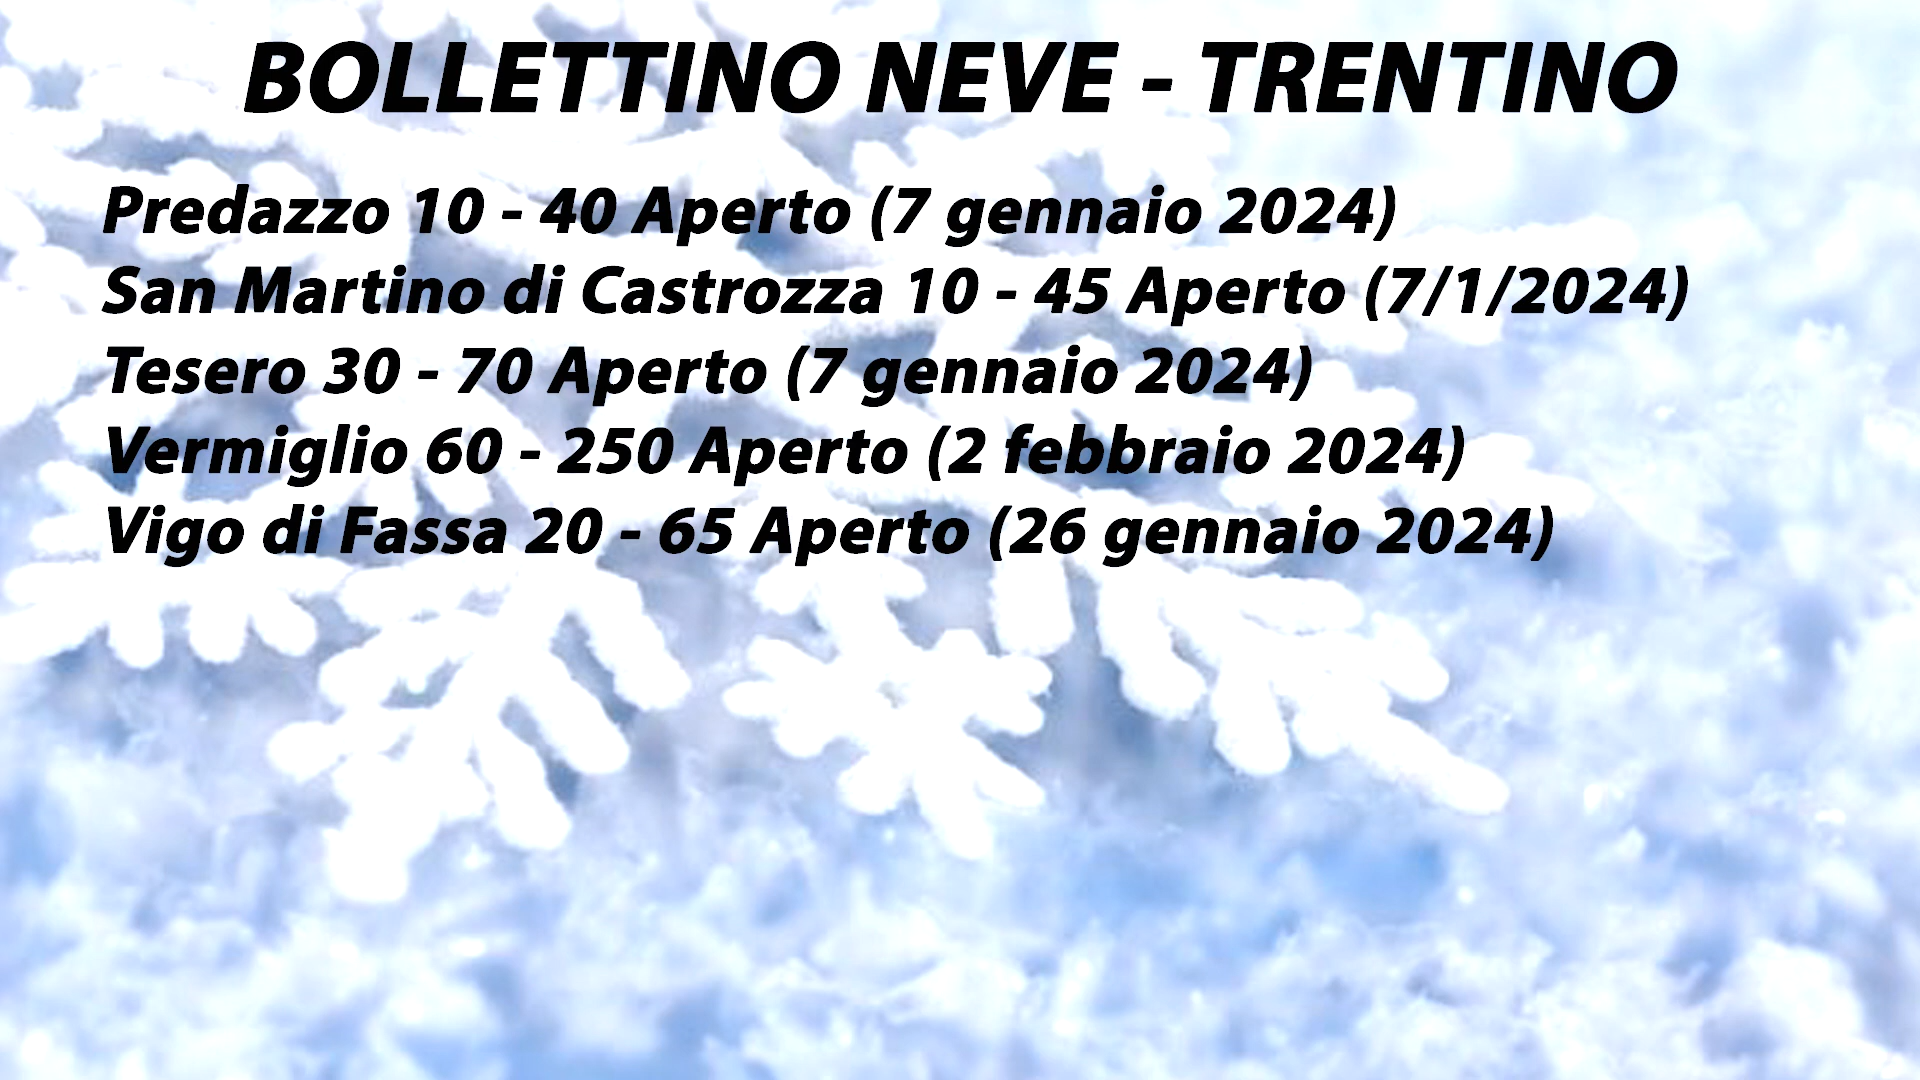 BOLLETTINO NEVE - TRENTINO
Predazzo 10 - 40 Aperto (7 gennaio 2024)
San Martino di Castrozza 10 - 45 Aperto (7/1/2024)
Tesero 30 - 70 Aperto (7 gennaio 2024)
Vermiglio 60 - 250 Aperto (2 febbraio 2024)
Vigo di Fassa 20 - 65 Aperto (26 gennaio 2024)